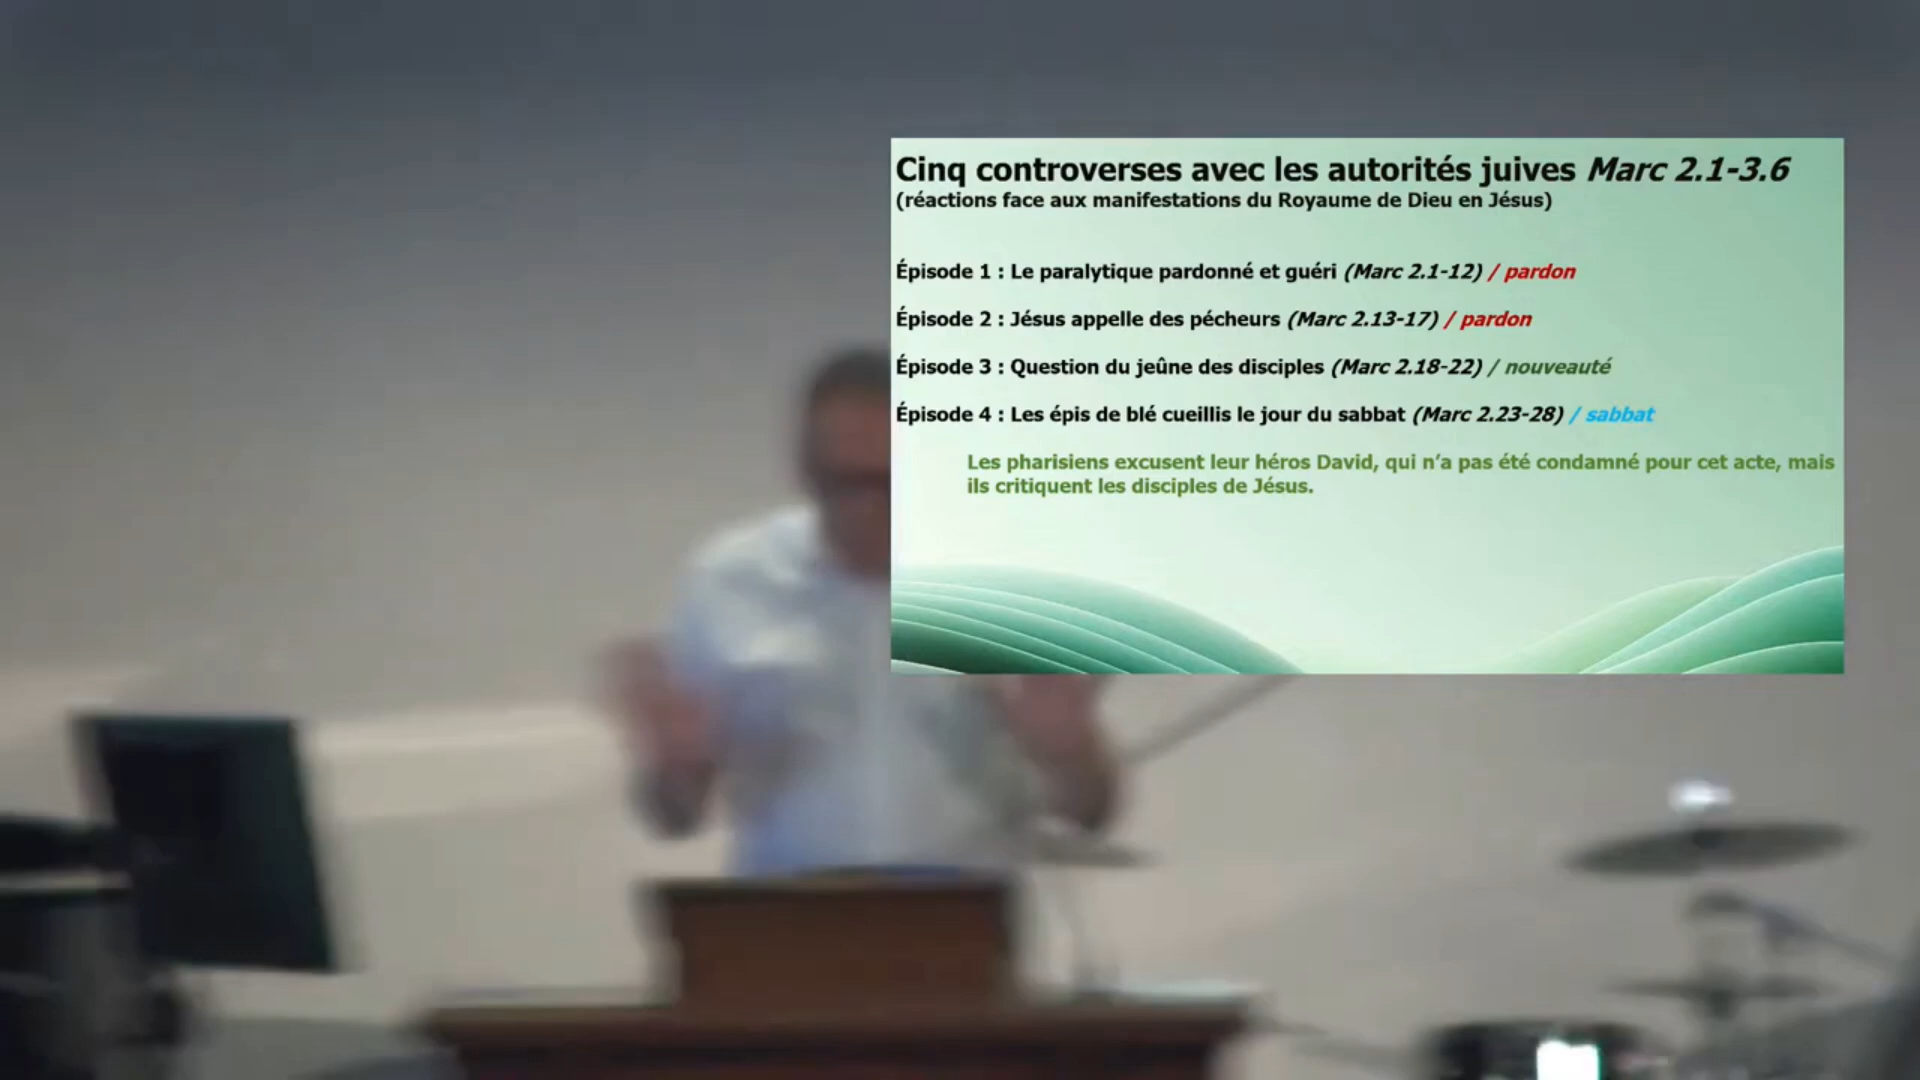 Cinq controverses avec les autorités juives Marc 2.1-3.6
(réactions face aux manifestations du Royaume de Dieu en Jésus)
Épisode 1 : Le paralytique pardonné et guéri (Marc 2.1-12) / pardon
Épisode 2 : Jésus appelle des pécheurs (Marc 2.13-17) / pardon
Épisode 3 : Question du jeûne des disciples (Marc 2.18-22) / nouveauté
Épisode 4 : Les épis de blé cueillis le jour du sabbat (Marc 2.23-28) / sabbat
Les pharisiens excusent leur héros David, qui n'a pas été condamné pour cet acte, mais
ils critiquent les disciples de Jésus.